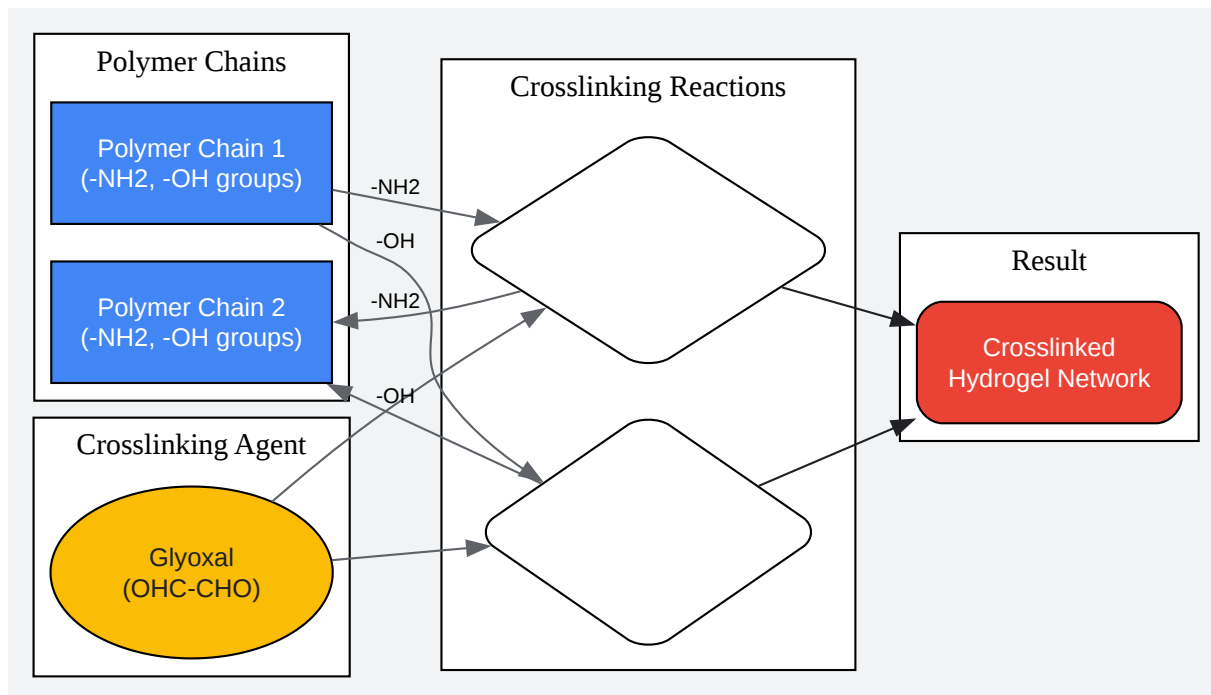 Polymer Chains
Polymer Chain 1
(-NH2, -OH groups)
Polymer Chain 2
(-NH2, -OH groups)
Crosslinking Agent
Glyoxal
(OHC-CHO)
-NH2
-OH
-NH2
-OH
Crosslinking Reactions
Result
Crosslinked
Hydrogel Network